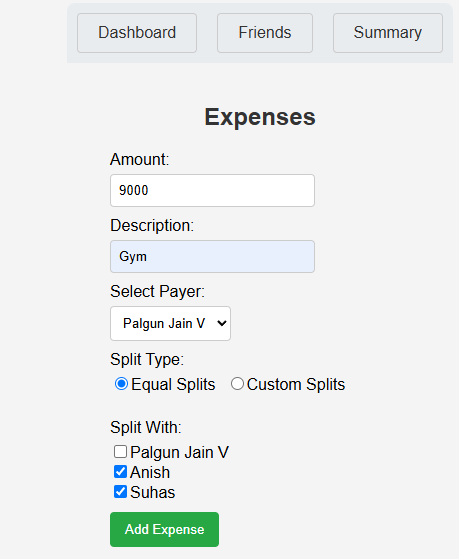 Dashboard Friends Summary
Expenses
Amount:
9000
Description:
Gym
Select Payer:
Palgun Jain V
Split Type:
Equal Splits Custom Splits
Split With:
Palgun Jain V
Anish
Suhas
Add Expense